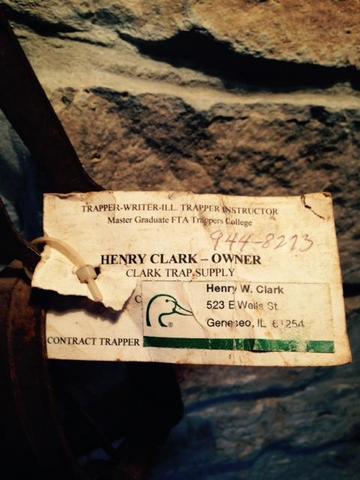 TRAPPER-WRITER-ILL. TRAPPER INSTRUCTOR
Master Graduate FTA Trappers College
944-8213
HENRY CLARK – OWNER
CLARK TRAP SUPPLY
Henry W. Clark
523 E Wells St
Geneseo, IL 61254
CONTRACT TRAPPER